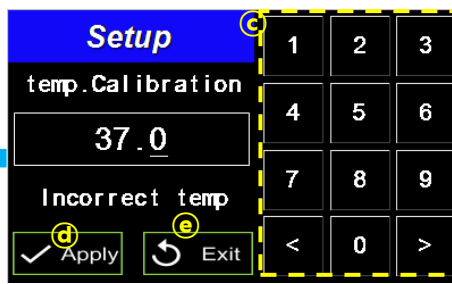 Setup
temp.Calibration
37.0
Incorrect temp
ⓓ
Apply
ⓔ
Exit
ⓒ
1 2 3
4 5 6
7 8 9
< 0 >